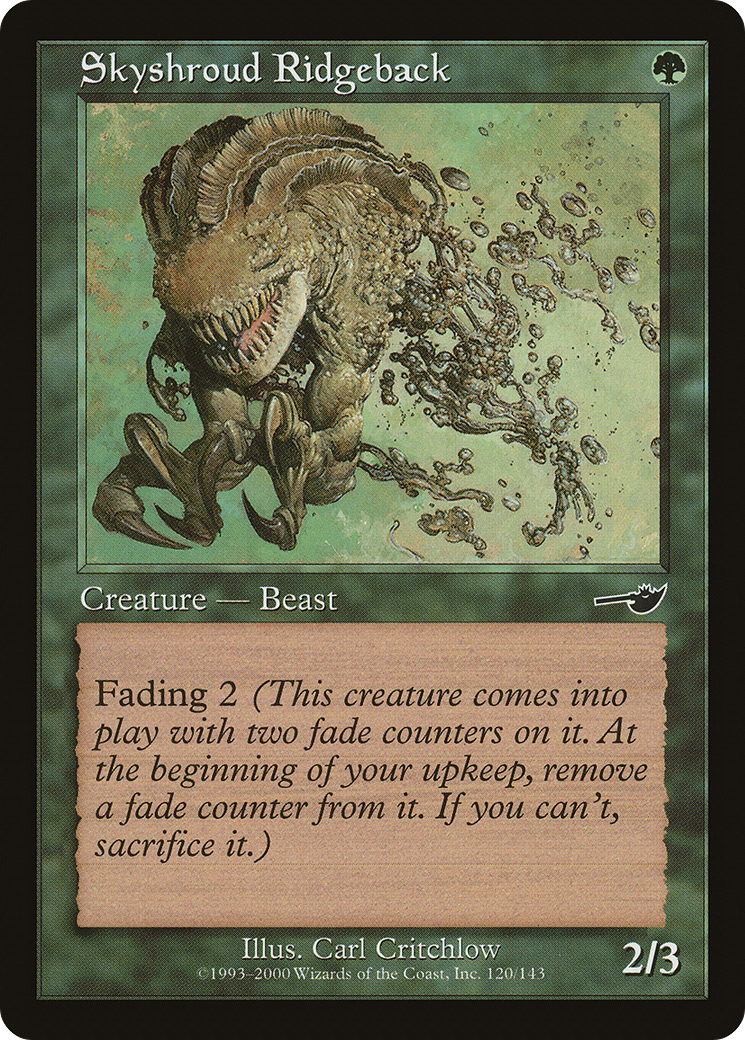 Skyshroud Ridgeback
Creature — Beast
Fading 2 (This creature comes into
play with two fade counters on it. At
the beginning of your upkeep, remove
a fade counter from it. If you can't,
sacrifice it.)
Illus. Carl Critchlow
©1993–2000 Wizards of the Coast, Inc. 120/143
2/3